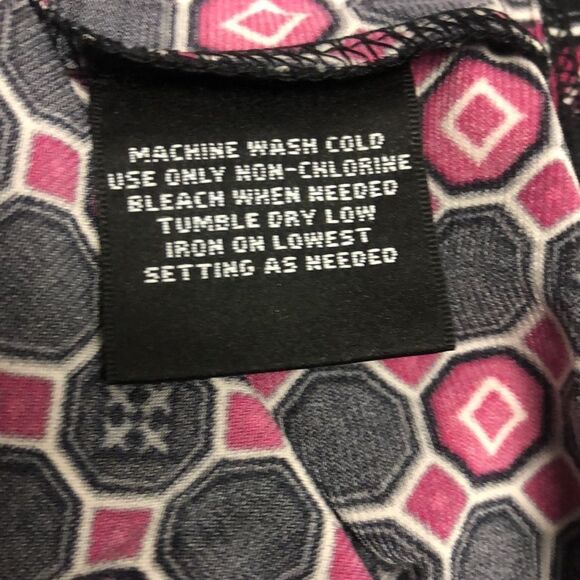 MACHINE WASH COLD
USE ONLY NON-CHLORINE
BLEACH WHEN NEEDED
TUMBLE DRY LOW
IRON ON LOWEST
SETTING AS NEEDED